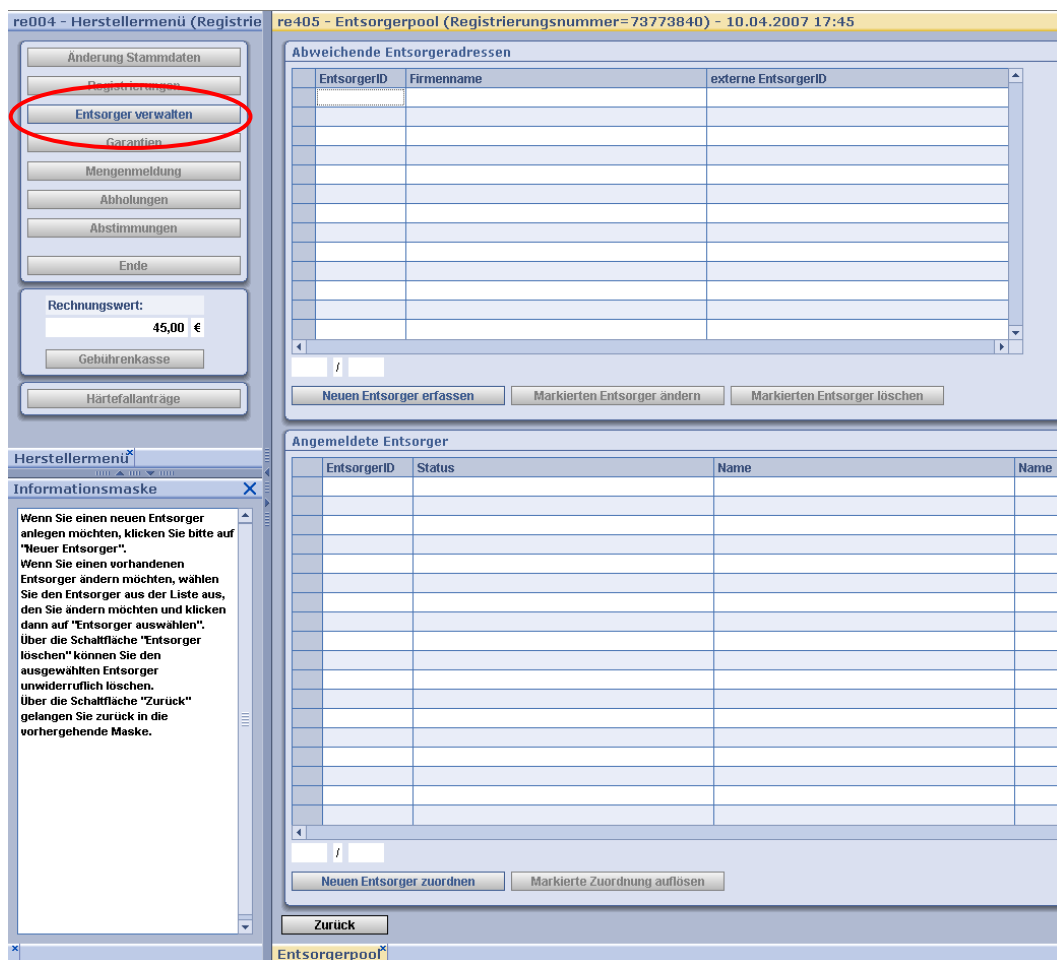 re004 - Herstellermenü (Registrie
Änderung Stammdaten
Registrierungen
Entsorger verwalten
Garantien
Mengenmeldung
Abholungen
Abstimmungen
Ende
Rechnungswert:
45,00 €
Gebührenkasse
Härtefallanträge
Herstellermenü
Informationsmaske
Wenn Sie einen neuen Entsorger
anlegen möchten, klicken Sie bitte auf
"Neuer Entsorger".
Wenn Sie einen vorhandenen
Entsorger ändern möchten, wählen
Sie den Entsorger aus der Liste aus,
den Sie ändern möchten und klicken
dann auf "Entsorger auswählen".
Über die Schaltfläche "Entsorger
löschen" können Sie den
ausgewählten Entsorger
unwiderruflich löschen.
Über die Schaltfläche "Zurück"
gelangen Sie zurück in die
vorhergehende Maske.
re405 - Entsorgerpool (Registrierungsnummer=73773840) - 10.04.2007 17:45
Abweichende Entsorgeradressen
EntsorgerID Firmenname externe EntsorgerID
/
Neuen Entsorger erfassen Markierten Entsorger ändern Markierten Entsorger löschen
Angemeldete Entsorger
EntsorgerID Status Name Name
/
Neuen Entsorger zuordnen Markierte Zuordnung auflösen
Zurück
Entsorgerpool